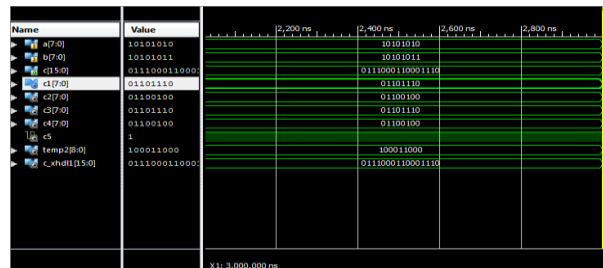 Name Value 2,200 ns 2,400 ns 2,600 ns 2,800 ns
a[7:0] 10101010 10101010
b[7:0] 10101011 10101011
c[15:0] 0111000110001 0111000110001110
c1[7:0] 01101110 01101110
c2[7:0] 01100100 01100100
c3[7:0] 01101110 01101110
c4[7:0] 01100100 01100100
c5 1
temp2[8:0] 100011000 100011000
c_xhdl1[15:0] 0111000110001 0111000110001110
X1: 3,000.000 ns